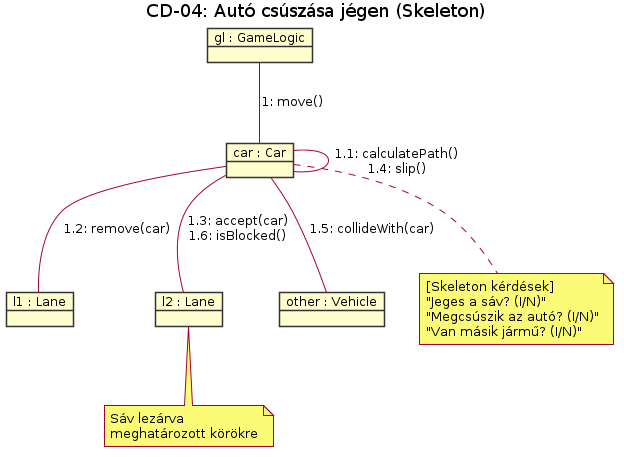 CD-04: Autó csúszása jégen (Skeleton)
gl : GameLogic
1: move()
car : Car
1.1: calculatePath()
1.4: slip()
1.2: remove(car)
1.3: accept(car)
1.6: isBlocked()
1.5: collideWith(car)
l1 : Lane
l2 : Lane
other : Vehicle
[Skeleton kérdések]
"Jeges a sáv? (I/N)"
"Megcsúszik az autó? (I/N)"
"Van másik jármű? (I/N)"
Sáv lezárva
meghatározott körökre